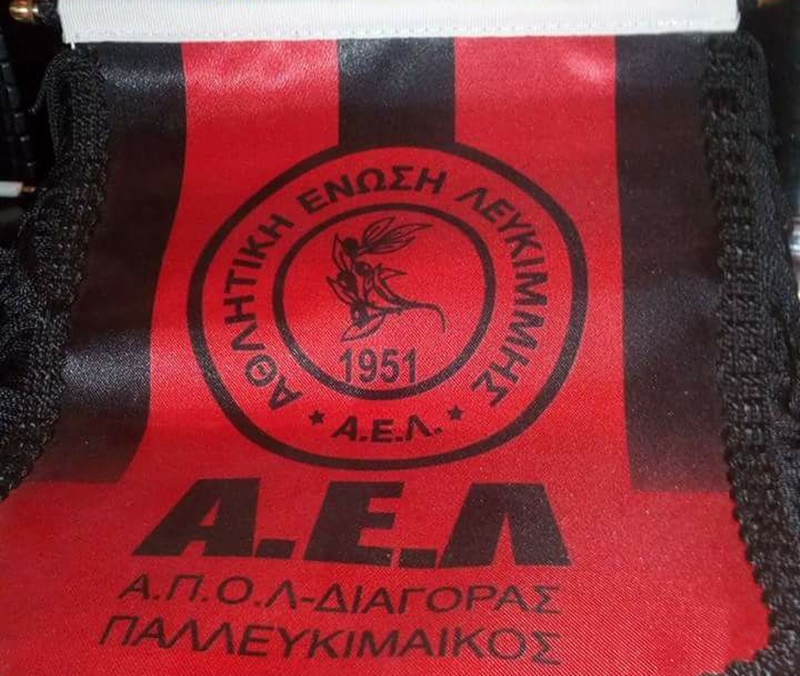 ΑΘΛΗΤΙΚΗ ΕΝΩΣΗ ΛΕΥΚΙΜΜΗΣ
1951
★ Α.Ε.Λ. ★
Α.Ε.Λ
Α.Π.Ο.Λ-ΔΙΑΓΟΡΑΣ
ΠΑΛΛΕΥΚΙΜΑΙΚΟΣ